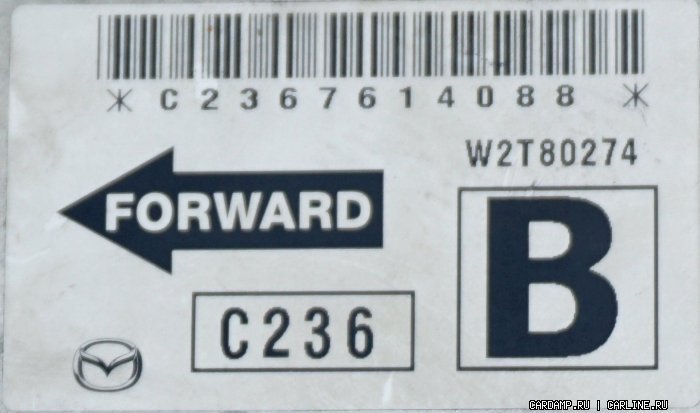 * C2367614088 *
W2T80274
FORWARD
B
C236
CARDAMP.RU | CARLINE.RU